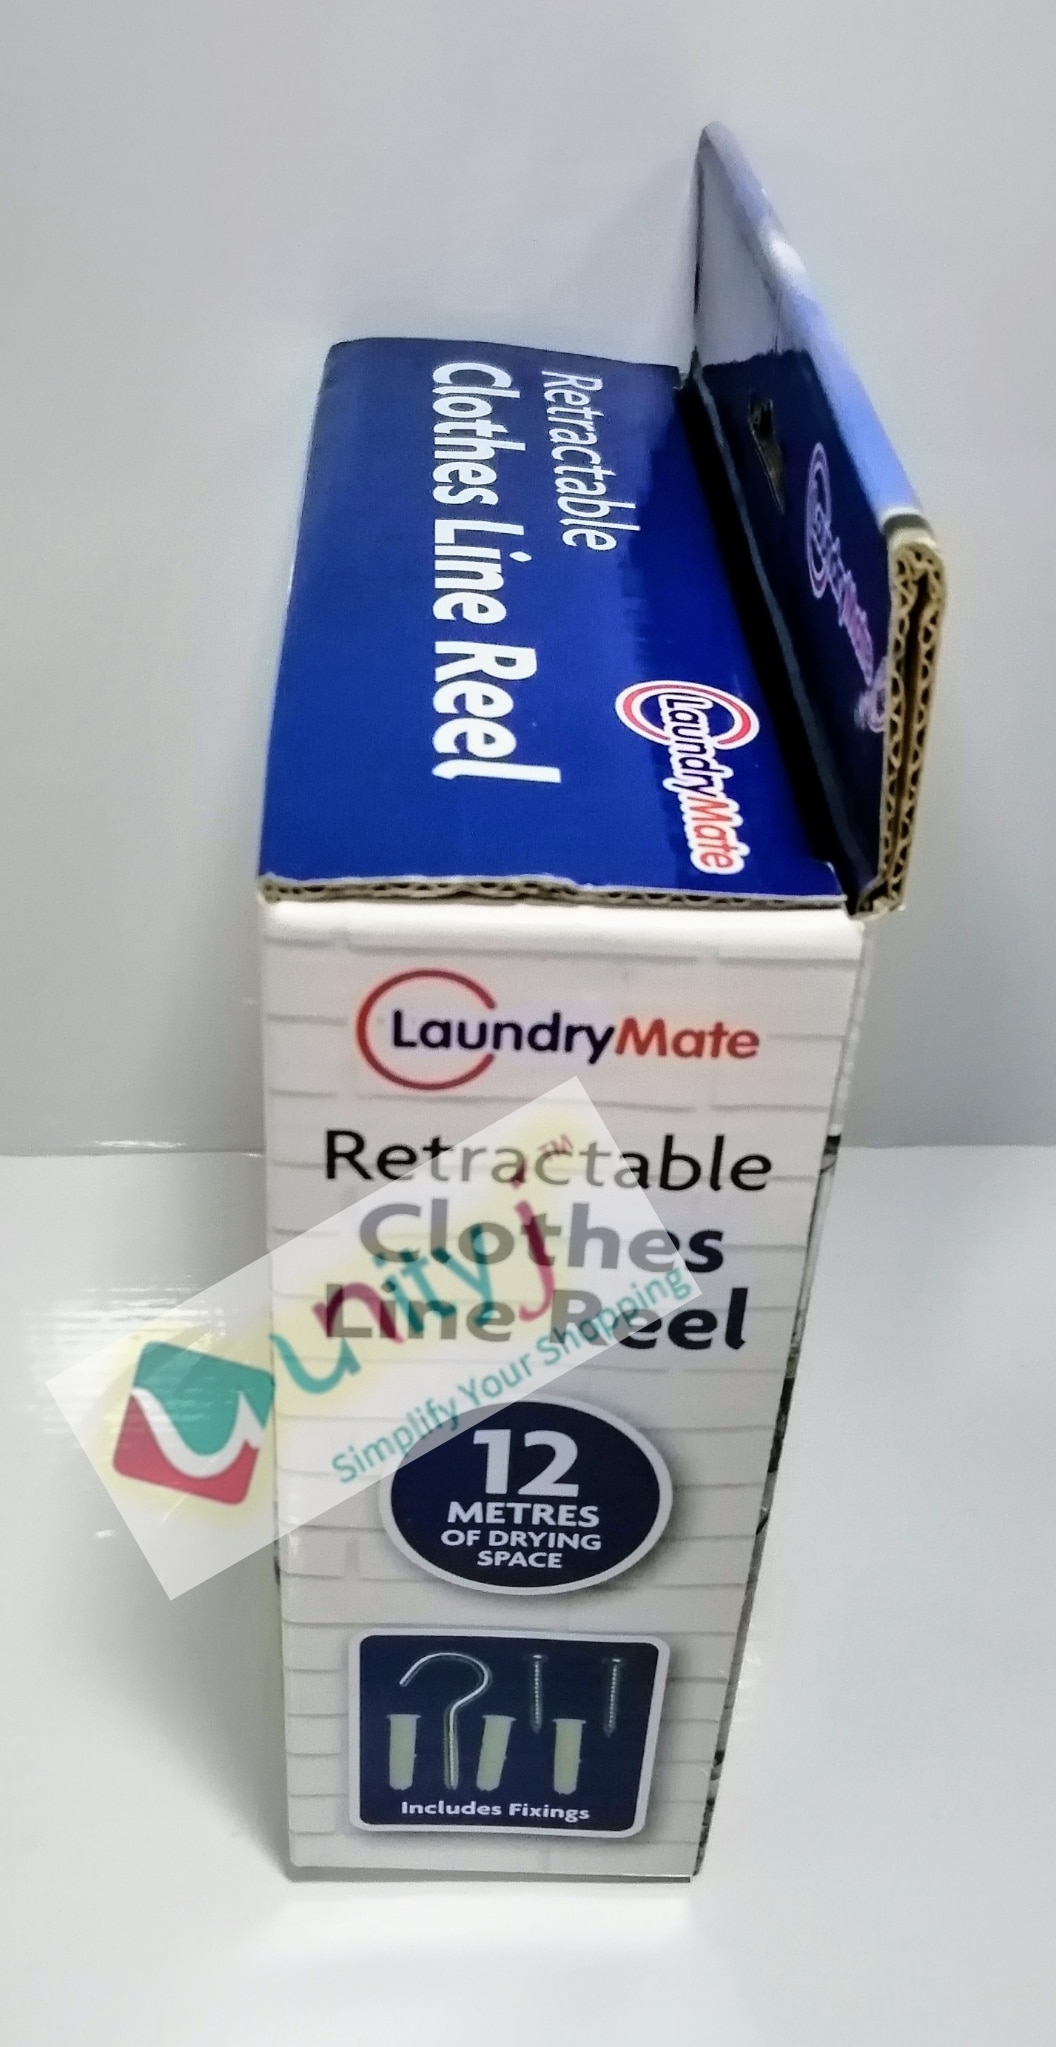 Retractable
Clothes Line Reel
LaundryMate
LaundryMate
Retractable
Clothes
Line Reel
unityj™
Simplify Your Shopping
12
METRES
OF DRYING
SPACE
Includes Fixings